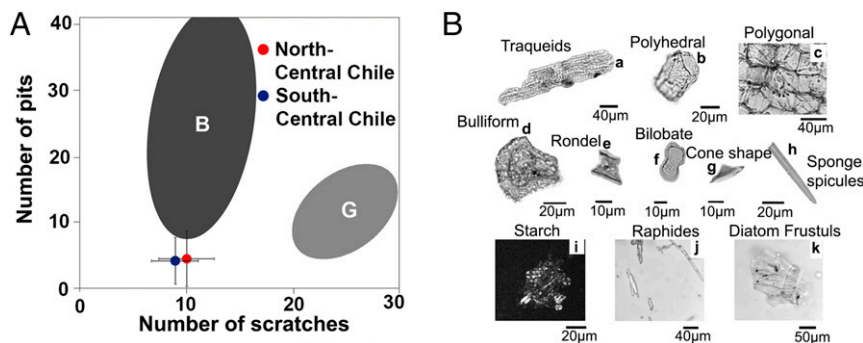 A
Number of pits
40
30
20
10
0
B
G
North-
Central Chile
South-
Central Chile
0
10
20
30
Number of scratches
B
Traqueids
a
40µm
Polyhedral
b
20µm
Polygonal
c
40µm
Bulliform
d
20µm
Rondel
e
10µm
Bilobate
f
10µm
Cone shape
g
10µm
h
Sponge
spicules
20µm
Starch
i
20µm
Raphides
j
40µm
Diatom Frustuls
k
50µm